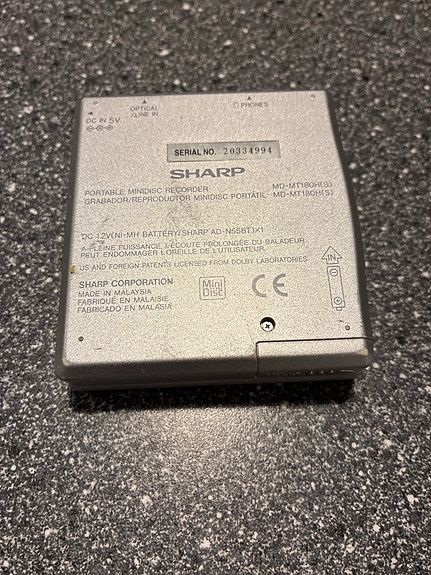 DC IN 5V
OPTICAL
/LINE IN
PHONES
SERIAL NO. 20334994
SHARP
PORTABLE MINIDISC RECORDER MD-MT180H(S)
GRABADOR/REPRODUCTOR MINIDISC PORTÁTIL MD-MT180H(S)
DC 1.2V(Ni-MH BATTERY/SHARP AD-N55BT)×1
A PLEINE PUISSANCE, L'ÉCOUTE PROLONGÉE DU BALADEUR
PEUT ENDOMMAGER L'OREILLE DE L'UTILISATEUR.
US AND FOREIGN PATENTS LICENSED FROM DOLBY LABORATORIES
SHARP CORPORATION
MADE IN MALAYSIA
FABRIQUÉ EN MALAISIE
FABRICADO EN MALASIA
Mini
Disc
CE
IN